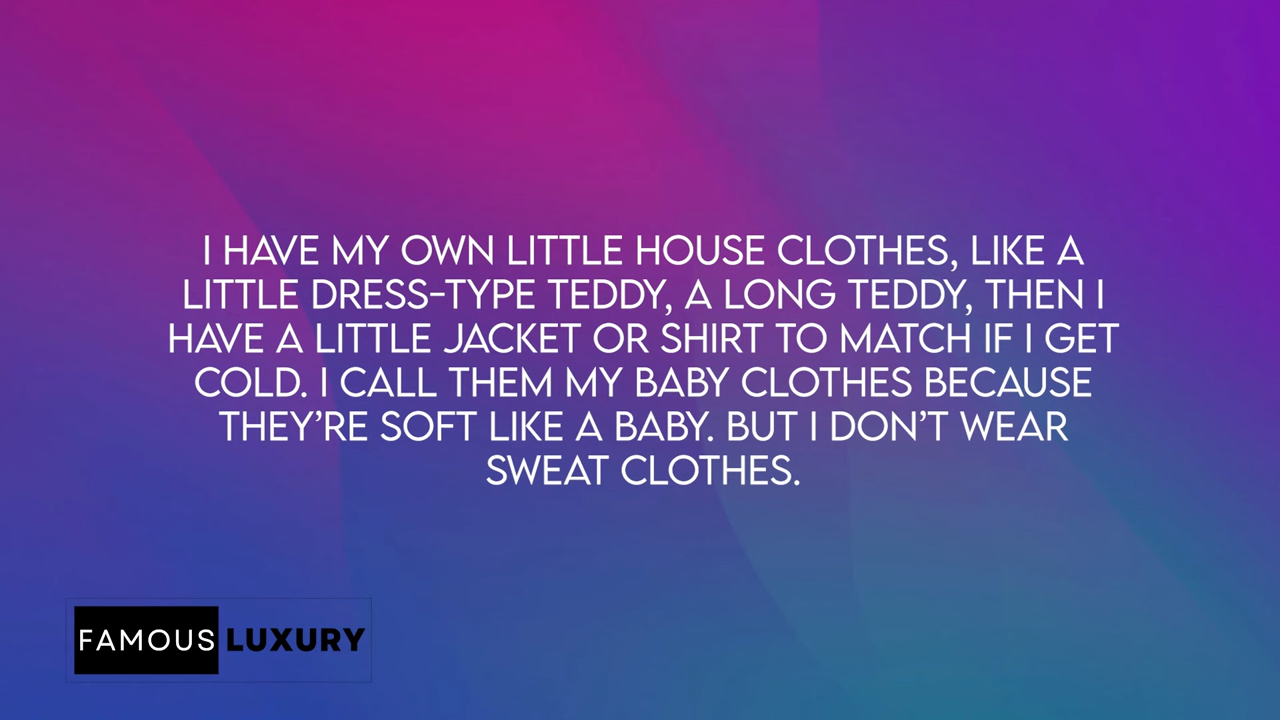 I HAVE MY OWN LITTLE HOUSE CLOTHES, LIKE A
LITTLE DRESS-TYPE TEDDY, A LONG TEDDY, THEN I
HAVE A LITTLE JACKET OR SHIRT TO MATCH IF I GET
COLD. I CALL THEM MY BABY CLOTHES BECAUSE
THEY’RE SOFT LIKE A BABY. BUT I DON’T WEAR
SWEAT CLOTHES.
FAMOUS LUXURY